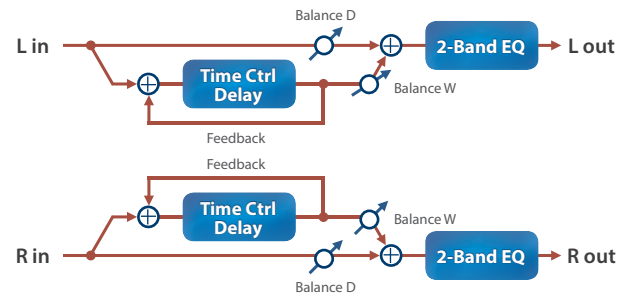 Balance D
L in
2-Band EQ
L out
Time Ctrl
Delay
Balance W
Feedback
Feedback
Time Ctrl
Delay
Balance W
R in
2-Band EQ
R out
Balance D